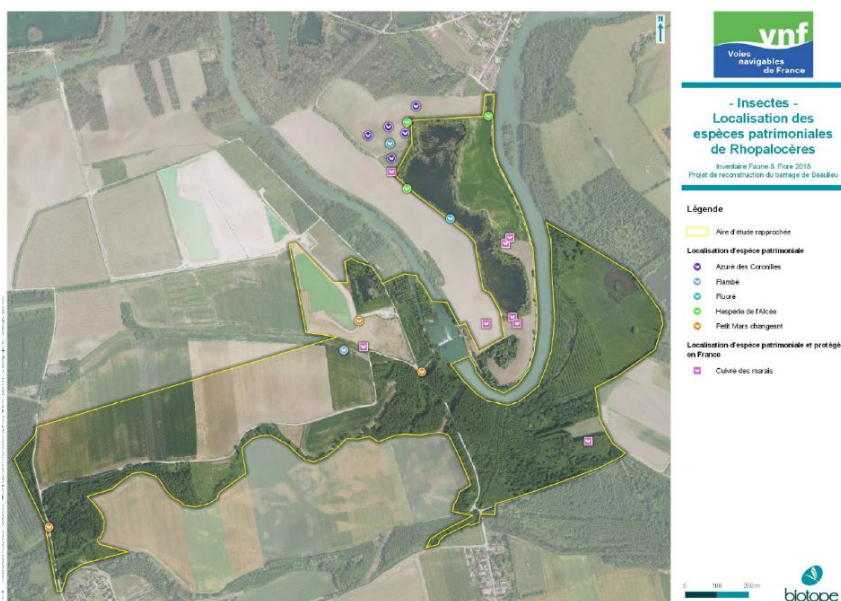 N
vnf
Voies
navigables
de France
- Insectes -
Localisation des
espèces patrimoniales
de Rhopalocères
Inventaire Faune & Flore 2018
Projet de reconstruction du barrage de Beaulieu
Légende
Aire d'étude rapprochée
Localisation d'espèce patrimoniale
Azuré des Coronilles
Flambé
Fluoré
Hespérie de l'Alcée
Petit Mars changeant
Localisation d'espèce patrimoniale et protégée
en France
Cuivré des marais
0 100 200 m
biotope